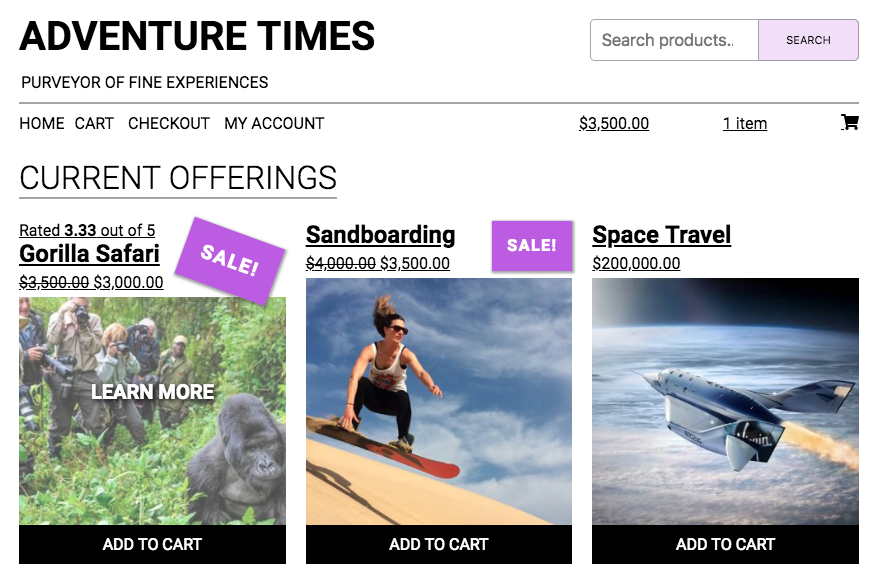 ADVENTURE TIMES
Search products..
SEARCH
PURVEYOR OF FINE EXPERIENCES
HOME CART CHECKOUT MY ACCOUNT
$3,500.00
1 item
CURRENT OFFERINGS
Rated 3.33 out of 5
Gorilla Safari
$3,500.00 $3,000.00
SALE!
LEARN MORE
ADD TO CART
Sandboarding
$4,000.00 $3,500.00
SALE!
ADD TO CART
Space Travel
$200,000.00
Virgin
ADD TO CART